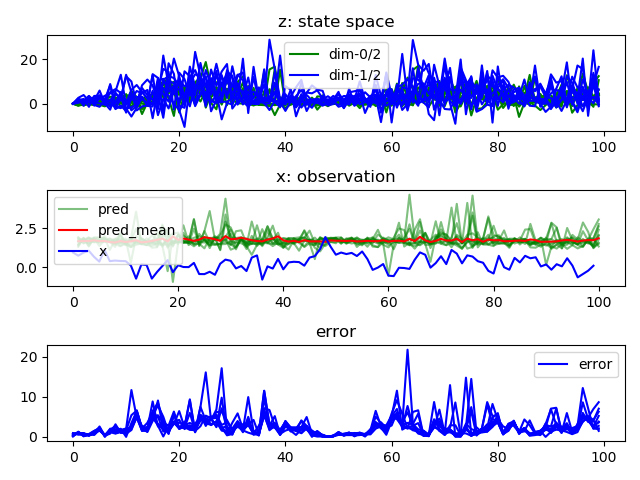 z: state space
20
0
dim-0/2
dim-1/2
0 20 40 60 80 100
x: observation
2.5
0.0
pred
pred_mean
x
0 20 40 60 80 100
error
20
10
0
error
0 20 40 60 80 100